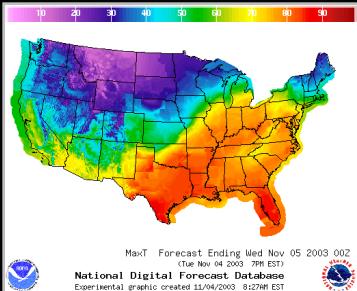 10 20 30 40 50 60 70 80 90
MaxT Forecast Ending Wed Nov 05 2003 00Z
(Tue Nov 04 2003 7PM EST)
National Digital Forecast Database
Experimental graphic created 11/04/2003 8:27AM EST
noaa